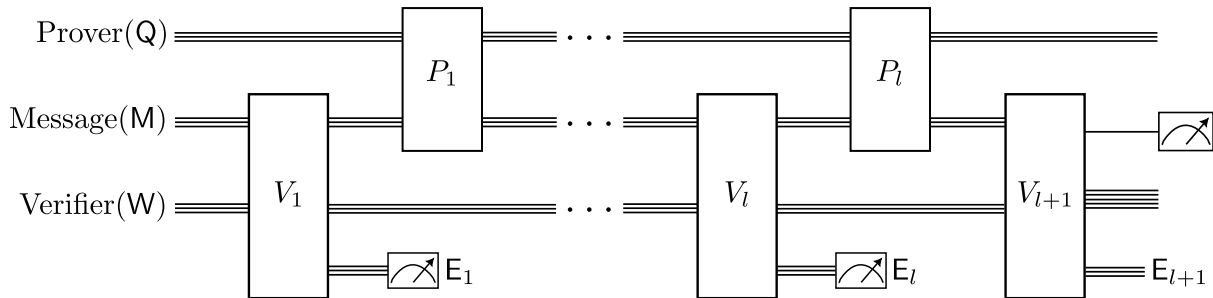 Prover(Q) P₁ · · · Pₗ
Message(M) · · ·
Verifier(W) V₁ · · · Vₗ Vₗ₊₁
E₁ Eₗ Eₗ₊₁